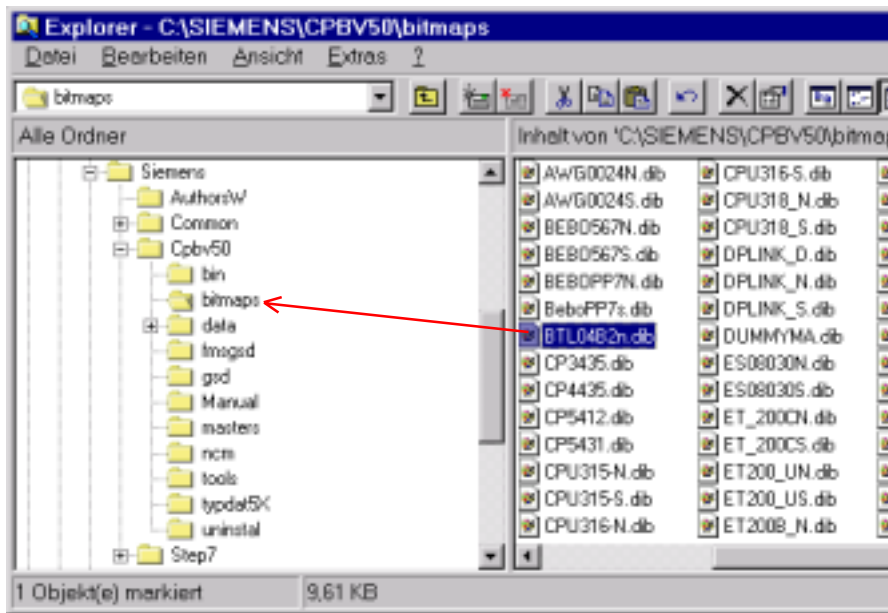 Explorer - C:\SIEMENS\CPBV50\bitmaps
Datei Bearbeiten Ansicht Extras ?
bitmaps
Alle Ordner
Siemens
AuthorsW
Common
Cpbv50
bin
bitmaps
data
fmsgsd
gsd
Manual
masters
ncm
tools
typdat5X
uninstal
Step7
Inhalt von 'C:\SIEMENS\CPBV50\bitmap
AWG0024N.dib
AWG0024S.dib
BEBO567N.dib
BEBO567S.dib
BEBOPP7N.dib
BeboPP7s.dib
BTL04B2n.dib
CP3435.dib
CP4435.dib
CP5412.dib
CP5431.dib
CPU315-N.dib
CPU315-S.dib
CPU316-N.dib
CPU316-S.dib
CPU318_N.dib
CPU318_S.dib
DPLINK_D.dib
DPLINK_N.dib
DPLINK_S.dib
DUMMYMA.dib
ES08030N.dib
ES08030S.dib
ET_200CN.dib
ET_200CS.dib
ET200_UN.dib
ET200_US.dib
ET200B_N.dib
1 Objekt(e) markiert 9,61 KB